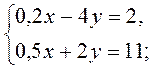 0,2x − 4y = 2,
0,5x + 2y = 11;